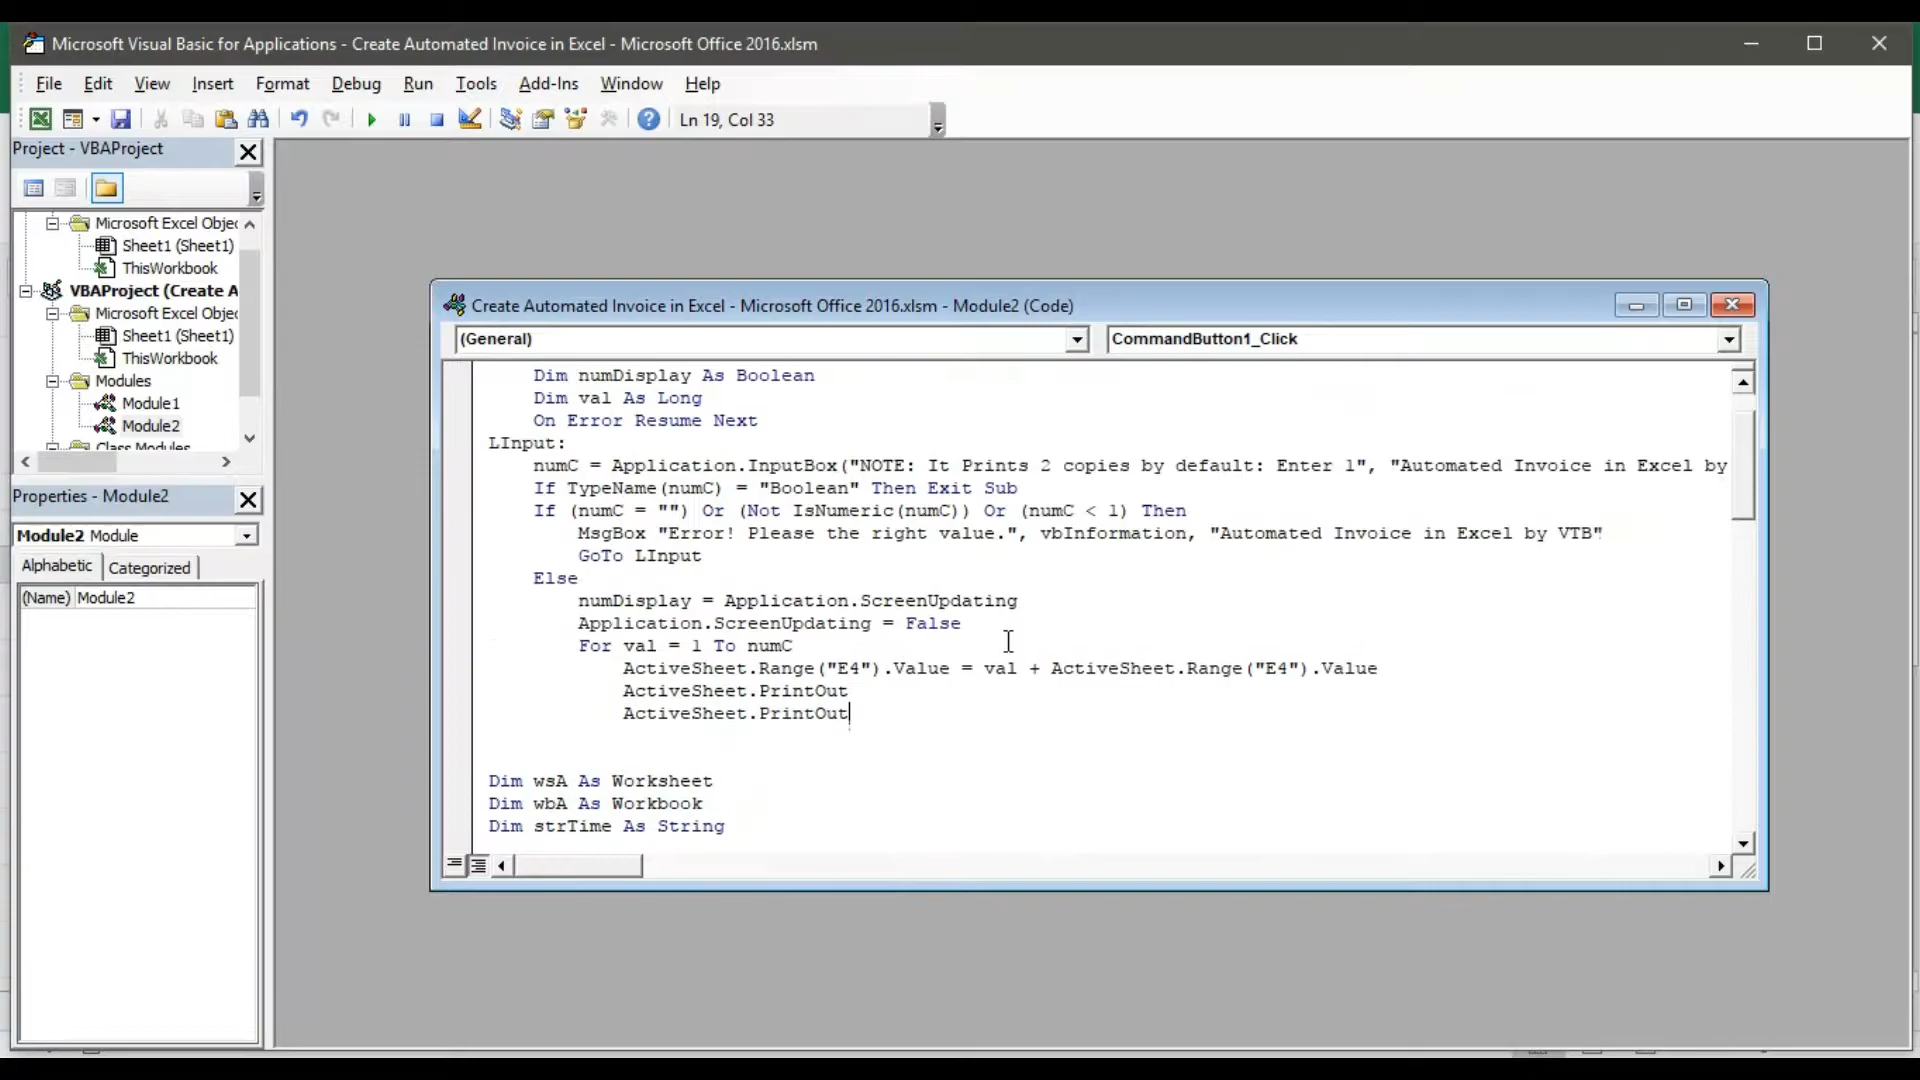 Microsoft Visual Basic for Applications - Create Automated Invoice in Excel - Microsoft Office 2016.xlsm
File Edit View Insert Format Debug Run Tools Add-Ins Window Help
Ln 19, Col 33
Project - VBAProject
Microsoft Excel Objec
Sheet1 (Sheet1)
ThisWorkbook
VBAProject (Create A
Microsoft Excel Objec
Sheet1 (Sheet1)
ThisWorkbook
Modules
Module1
Module2
Class Modules
Properties - Module2
Module2 Module
Alphabetic Categorized
(Name) Module2
Create Automated Invoice in Excel - Microsoft Office 2016.xlsm - Module2 (Code)
(General) CommandButton1_Click
Dim numDisplay As Boolean
Dim val As Long
On Error Resume Next
LInput:
numC = Application.InputBox("NOTE: It Prints 2 copies by default: Enter 1", "Automated Invoice in Excel by
If TypeName(numC) = "Boolean" Then Exit Sub
If (numC = "") Or (Not IsNumeric(numC)) Or (numC < 1) Then
MsgBox "Error! Please the right value.", vbInformation, "Automated Invoice in Excel by VTB"
GoTo LInput
Else
numDisplay = Application.ScreenUpdating
Application.ScreenUpdating = False
For val = 1 To numC
ActiveSheet.Range("E4").Value = val + ActiveSheet.Range("E4").Value
ActiveSheet.PrintOut
ActiveSheet.PrintOut
Dim wsA As Worksheet
Dim wbA As Workbook
Dim strTime As String